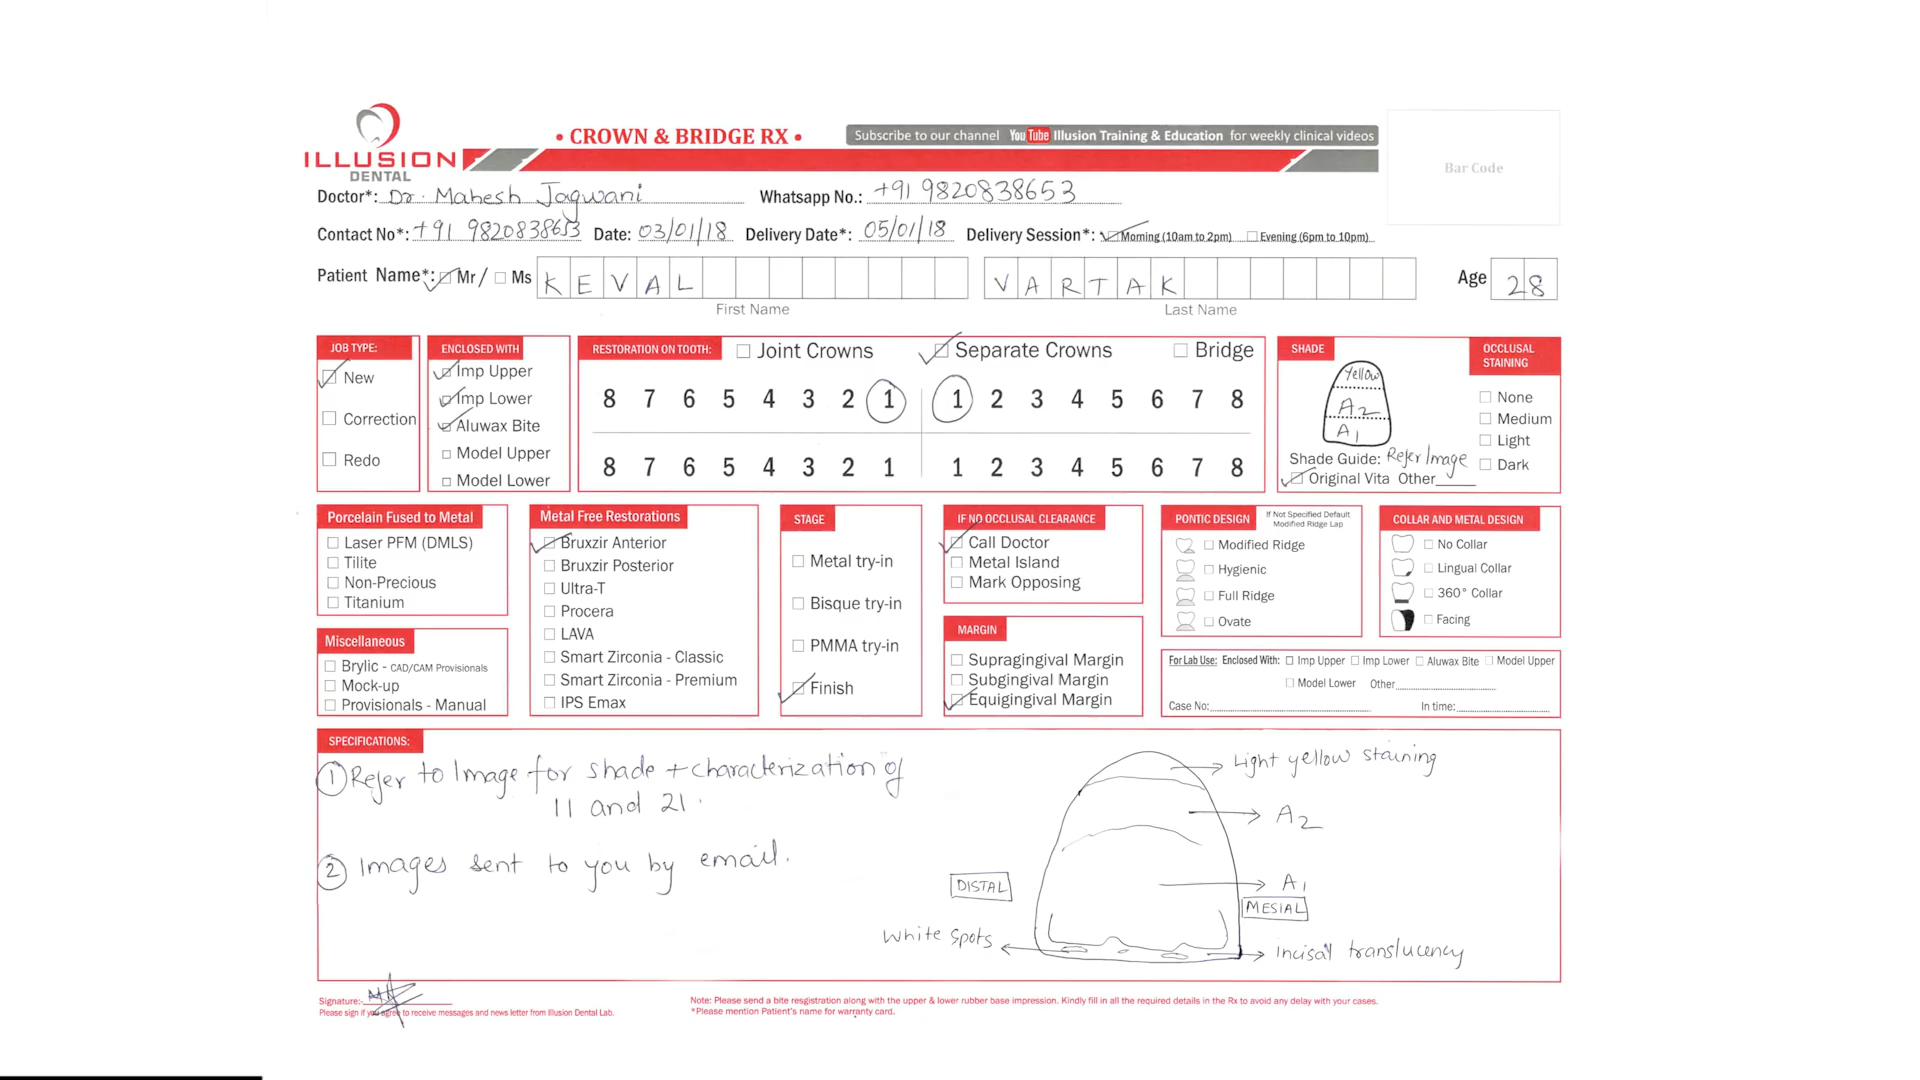 ILLUSION
DENTAL
• CROWN & BRIDGE RX •
Subscribe to our channel YouTube Illusion Training & Education for weekly clinical videos
Bar Code
Doctor*: Dr. Mahesh Jagwani Whatsapp No.: +91 9820838653
Contact No*: +91 9820838653 Date: 03/01/18 Delivery Date*: 05/01/18 Delivery Session*: Morning (10am to 2pm) Evening (6pm to 10pm)
Patient Name*: Mr / Ms KEVAL VARTAK Age 28
First Name Last Name
JOB TYPE:
New
Correction
Redo
ENCLOSED WITH
Imp Upper
Imp Lower
Aluwax Bite
Model Upper
Model Lower
RESTORATION ON TOOTH: Joint Crowns Separate Crowns Bridge
8 7 6 5 4 3 2 1 1 2 3 4 5 6 7 8
8 7 6 5 4 3 2 1 1 2 3 4 5 6 7 8
SHADE
Yellow
A2
A1
Shade Guide: Refer Image
Original Vita Other
OCCLUSAL
STAINING
None
Medium
Light
Dark
Porcelain Fused to Metal
Laser PFM (DMLS)
Tilite
Non-Precious
Titanium
Miscellaneous
Brylic - CAD/CAM Provisionals
Mock-up
Provisionals - Manual
Metal Free Restorations
Bruxzir Anterior
Bruxzir Posterior
Ultra-T
Procera
LAVA
Smart Zirconia - Classic
Smart Zirconia - Premium
IPS Emax
STAGE
Metal try-in
Bisque try-in
PMMA try-in
Finish
IF NO OCCLUSAL CLEARANCE
Call Doctor
Metal Island
Mark Opposing
MARGIN
Supragingival Margin
Subgingival Margin
Equigingival Margin
PONTIC DESIGN
If Not Specified Default
Modified Ridge Lap
Modified Ridge
Hygienic
Full Ridge
Ovate
COLLAR AND METAL DESIGN
No Collar
Lingual Collar
360° Collar
Facing
For Lab Use: Enclosed With: Imp Upper Imp Lower Aluwax Bite Model Upper
Model Lower Other
Case No: In time:
SPECIFICATIONS:
① Refer to Image for shade + characterization of
11 and 21.
② Images sent to you by email.
Light yellow staining
A2
A1
DISTAL
MESIAL
White spots
incisal translucency
Signature:-
Please sign if you agree to receive messages and news letter from Illusion Dental Lab.
Note: Please send a bite resgistration along with the upper & lower rubber base impression. Kindly fill in all the required details in the Rx to avoid any delay with your cases.
*Please mention Patient's name for warranty card.